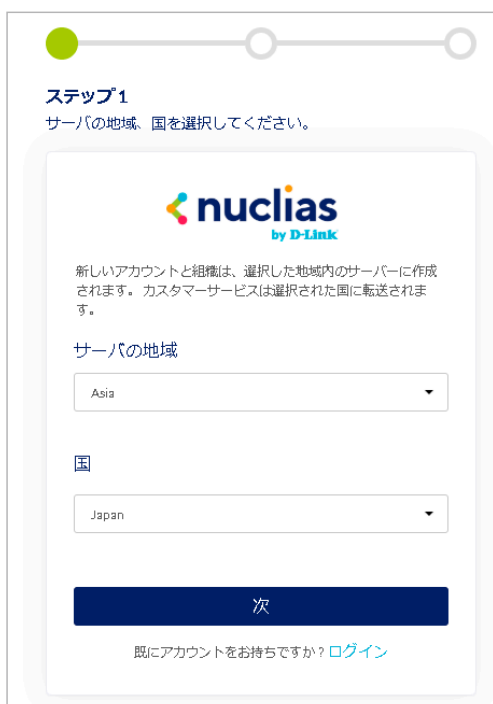 ステップ1
サーバの地域、国を選択してください。
nuclias
by D-Link
新しいアカウントと組織は、選択した地域内のサーバーに作成
されます。 カスタマーサービスは選択された国に転送されま
す。
サーバの地域
Asia
国
Japan
次
既にアカウントをお持ちですか？ログイン